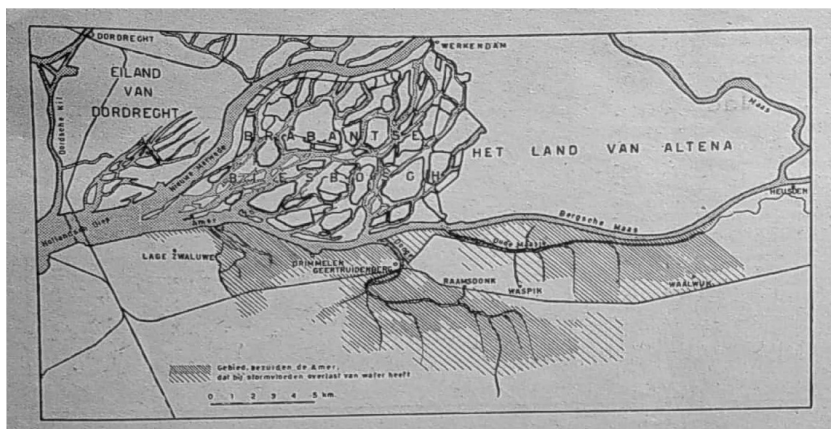 DORDRECHT
WERKENDAM
EILAND
VAN
DORDRECHT
Dordsche Kil
Nieuwe Merwede
BRABANTSE
BIESBOSCH
HET LAND VAN ALTENA
Maas
HEUSDEN
Hollandsch Diep
Amer
Bergsche Maas
Oude Maasje
Donge
LAGE ZWALUWE
DRIMMELEN
GEERTRUIDENBERG
RAAMSDONK
WASPIK
WAALWIJK
Gebied, bezuiden de Amer,
dat bij stormvloeden overlast van water heeft
0 1 2 3 4 5 km.